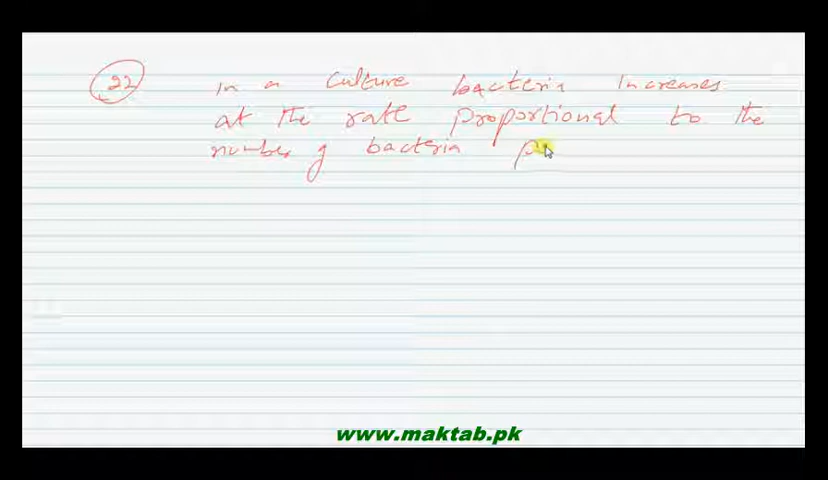 22 In a culture bacteria increases
at the rate proportional to the
number of bacteria
www.maktab.pk